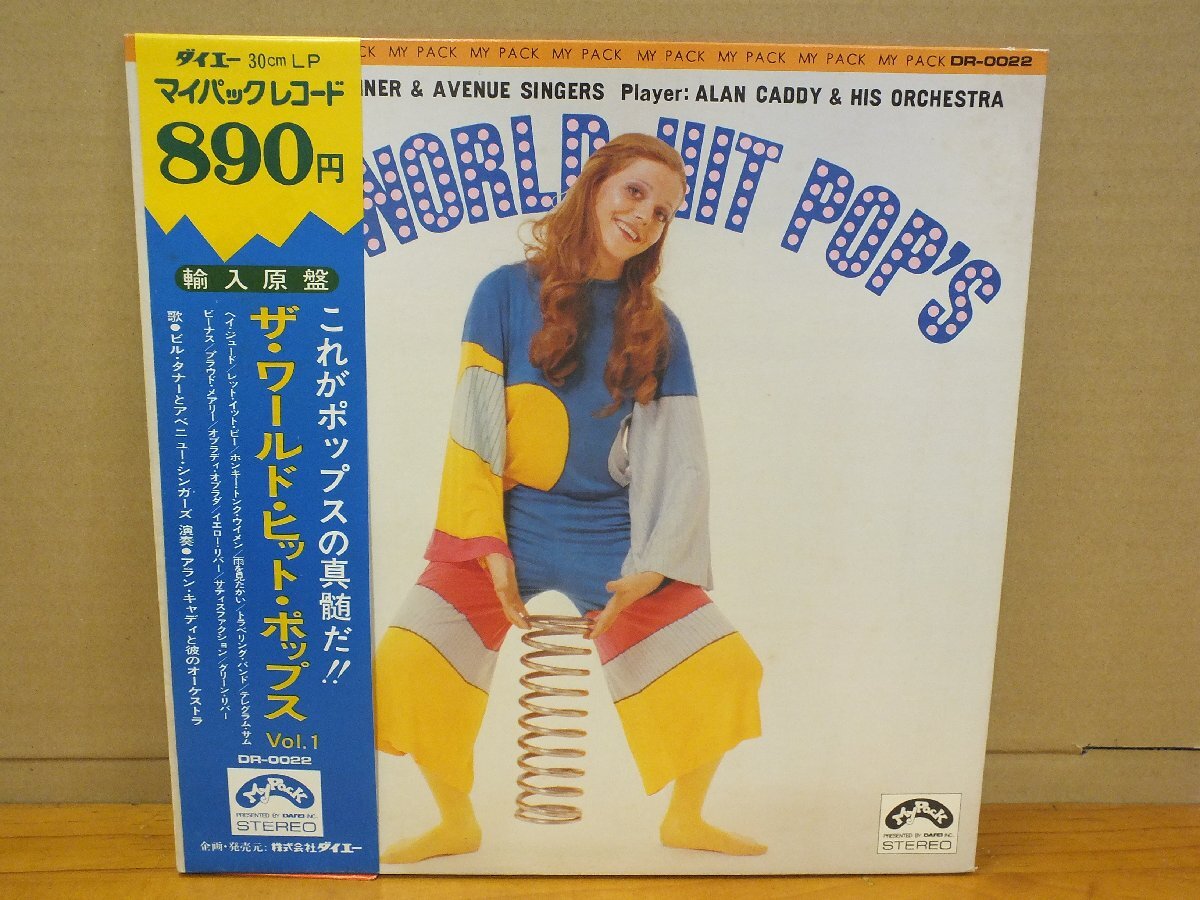 ダイエー 30cm LP
マイパックレコード
890円
輸入原盤
これがポップスの真髄だ!!
ザ・ワールド・ヒット・ポップス Vol.1
ヘイ・ジュード/レット・イット・ビー/ホンキー・トンク・ウイメン/雨を見たかい/トラベリング・バンド/テレグラム・サム
ビーナス/プラウド・メアリー/オブラディ・オブラダ/イエロー・リバー/サティスファクション/グリーン・リバー
歌●ビル・タナーとアベニュー・シンガーズ 演奏●アラン・キャディと彼のオーケストラ
DR-0022
My Pack
PRESENTED BY DAIEI INC.
STEREO
企画・発売元: 株式会社ダイエー
MY PACK MY PACK MY PACK MY PACK MY PACK MY PACK MY PACK DR-0022
& AVENUE SINGERS Player: ALAN CADDY & HIS ORCHESTRA
WORLD HIT POP'S
My Pack
PRESENTED BY DAIEI INC.
STEREO